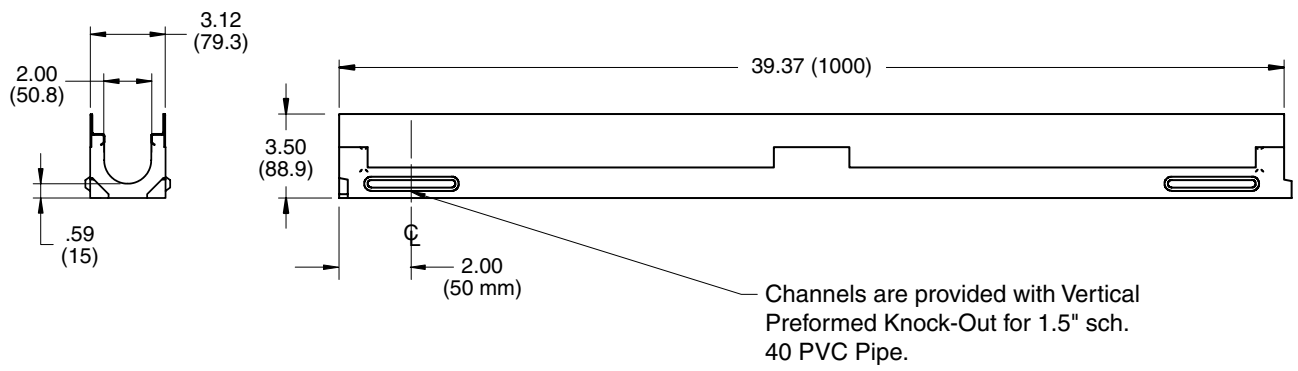 3.12
(79.3)
2.00
(50.8)
39.37 (1000)
3.50
(88.9)
.59
(15)
℄
2.00
(50 mm)
Channels are provided with Vertical
Preformed Knock-Out for 1.5" sch.
40 PVC Pipe.